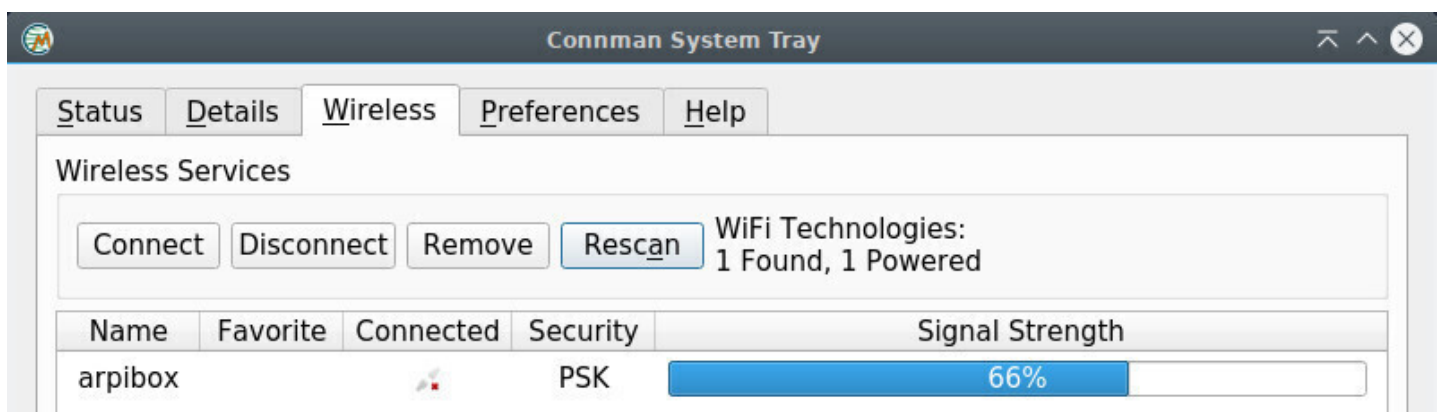 Connman System Tray
Status Details Wireless Preferences Help
Wireless Services
Connect Disconnect Remove Rescan WiFi Technologies:
1 Found, 1 Powered
Name Favorite Connected Security Signal Strength
arpibox PSK 66%